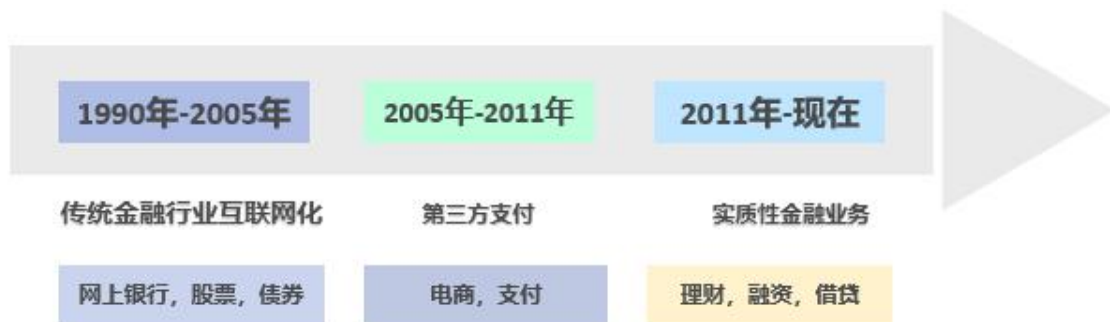 1990年-2005年
2005年-2011年
2011年-现在
传统金融行业互联网化
第三方支付
实质性金融业务
网上银行，股票，债券
电商，支付
理财，融资，借贷